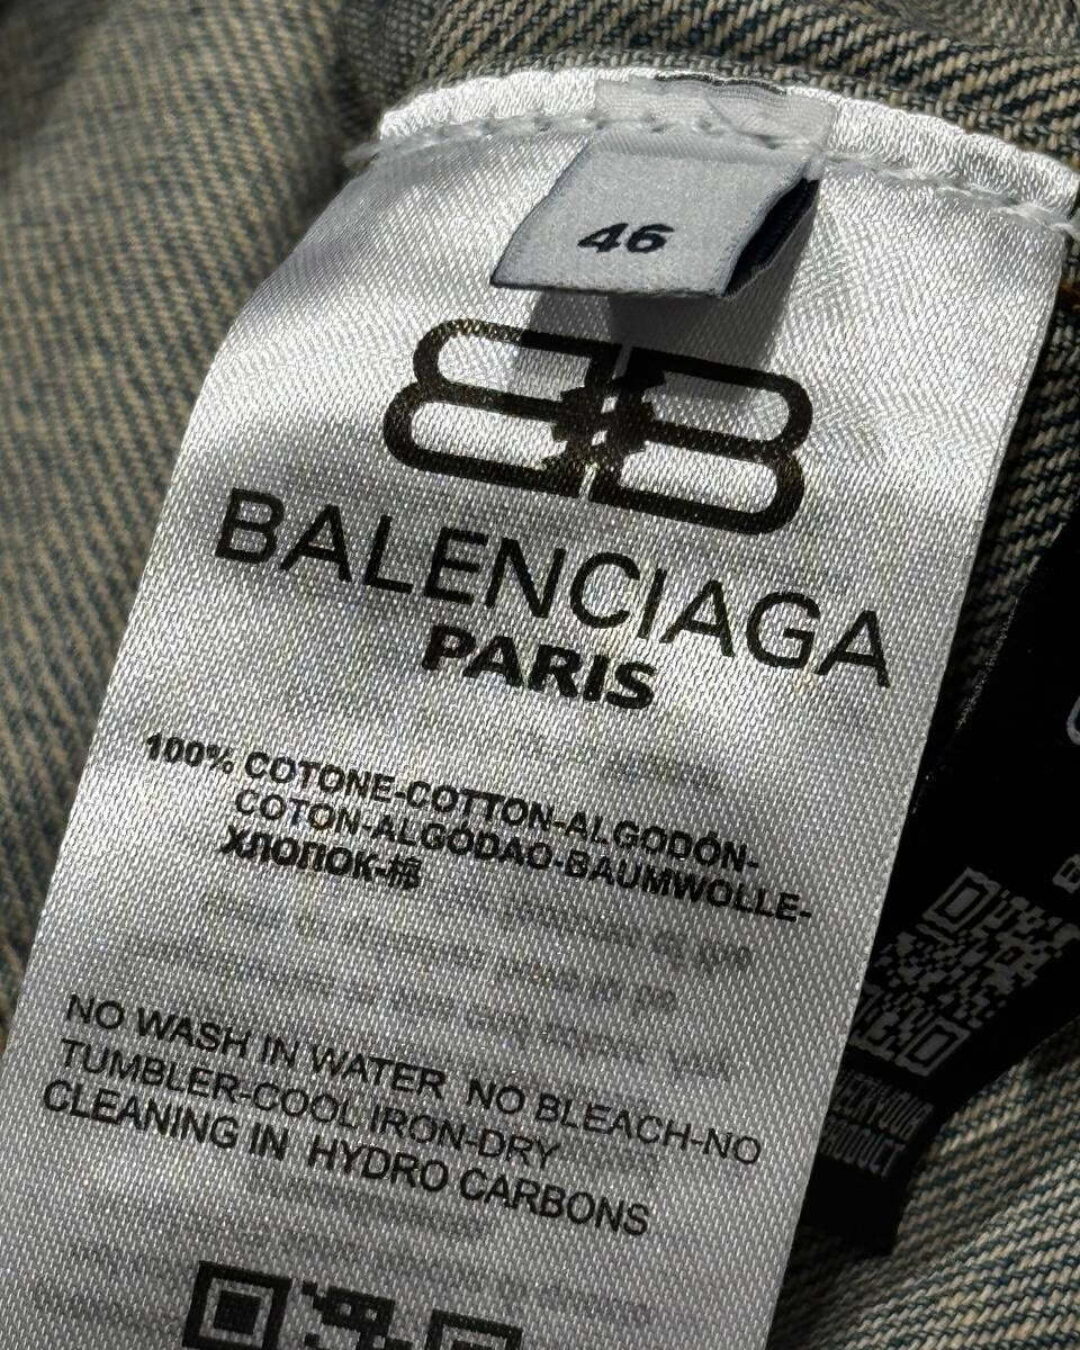 46
BALENCIAGA
PARIS
100% COTONE-COTTON-ALGODÓN-
COTON-ALGODAO-BAUMWOLLE-
ХЛОПОК-棉
NO WASH IN WATER NO BLEACH-NO
TUMBLER-COOL IRON-DRY
CLEANING IN HYDRO CARBONS